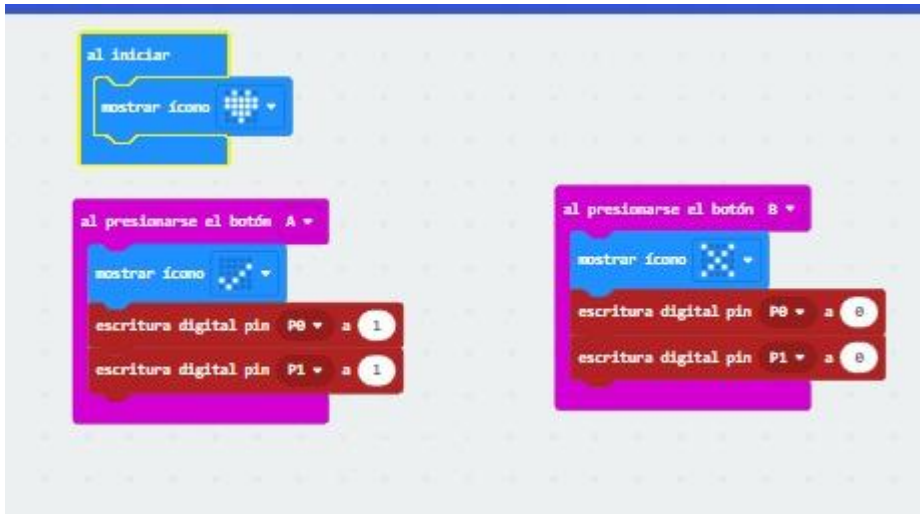 al iniciar
mostrar ícono
al presionarse el botón A
mostrar ícono
escritura digital pin P0 a 1
escritura digital pin P1 a 1
al presionarse el botón B
mostrar ícono
escritura digital pin P0 a 0
escritura digital pin P1 a 0